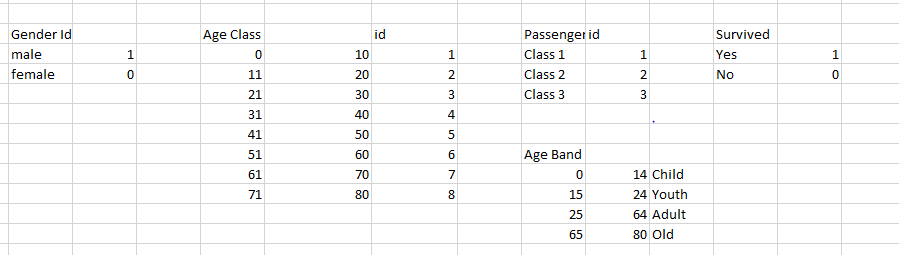 Gender Id Age Class id Passenger id Survived
male 1 0 10 1 Class 1 1 Yes 1
female 0 11 20 2 Class 2 2 No 0
21 30 3 Class 3 3
31 40 4
41 50 5
51 60 6 Age Band
61 70 7 0 14 Child
71 80 8 15 24 Youth
25 64 Adult
65 80 Old